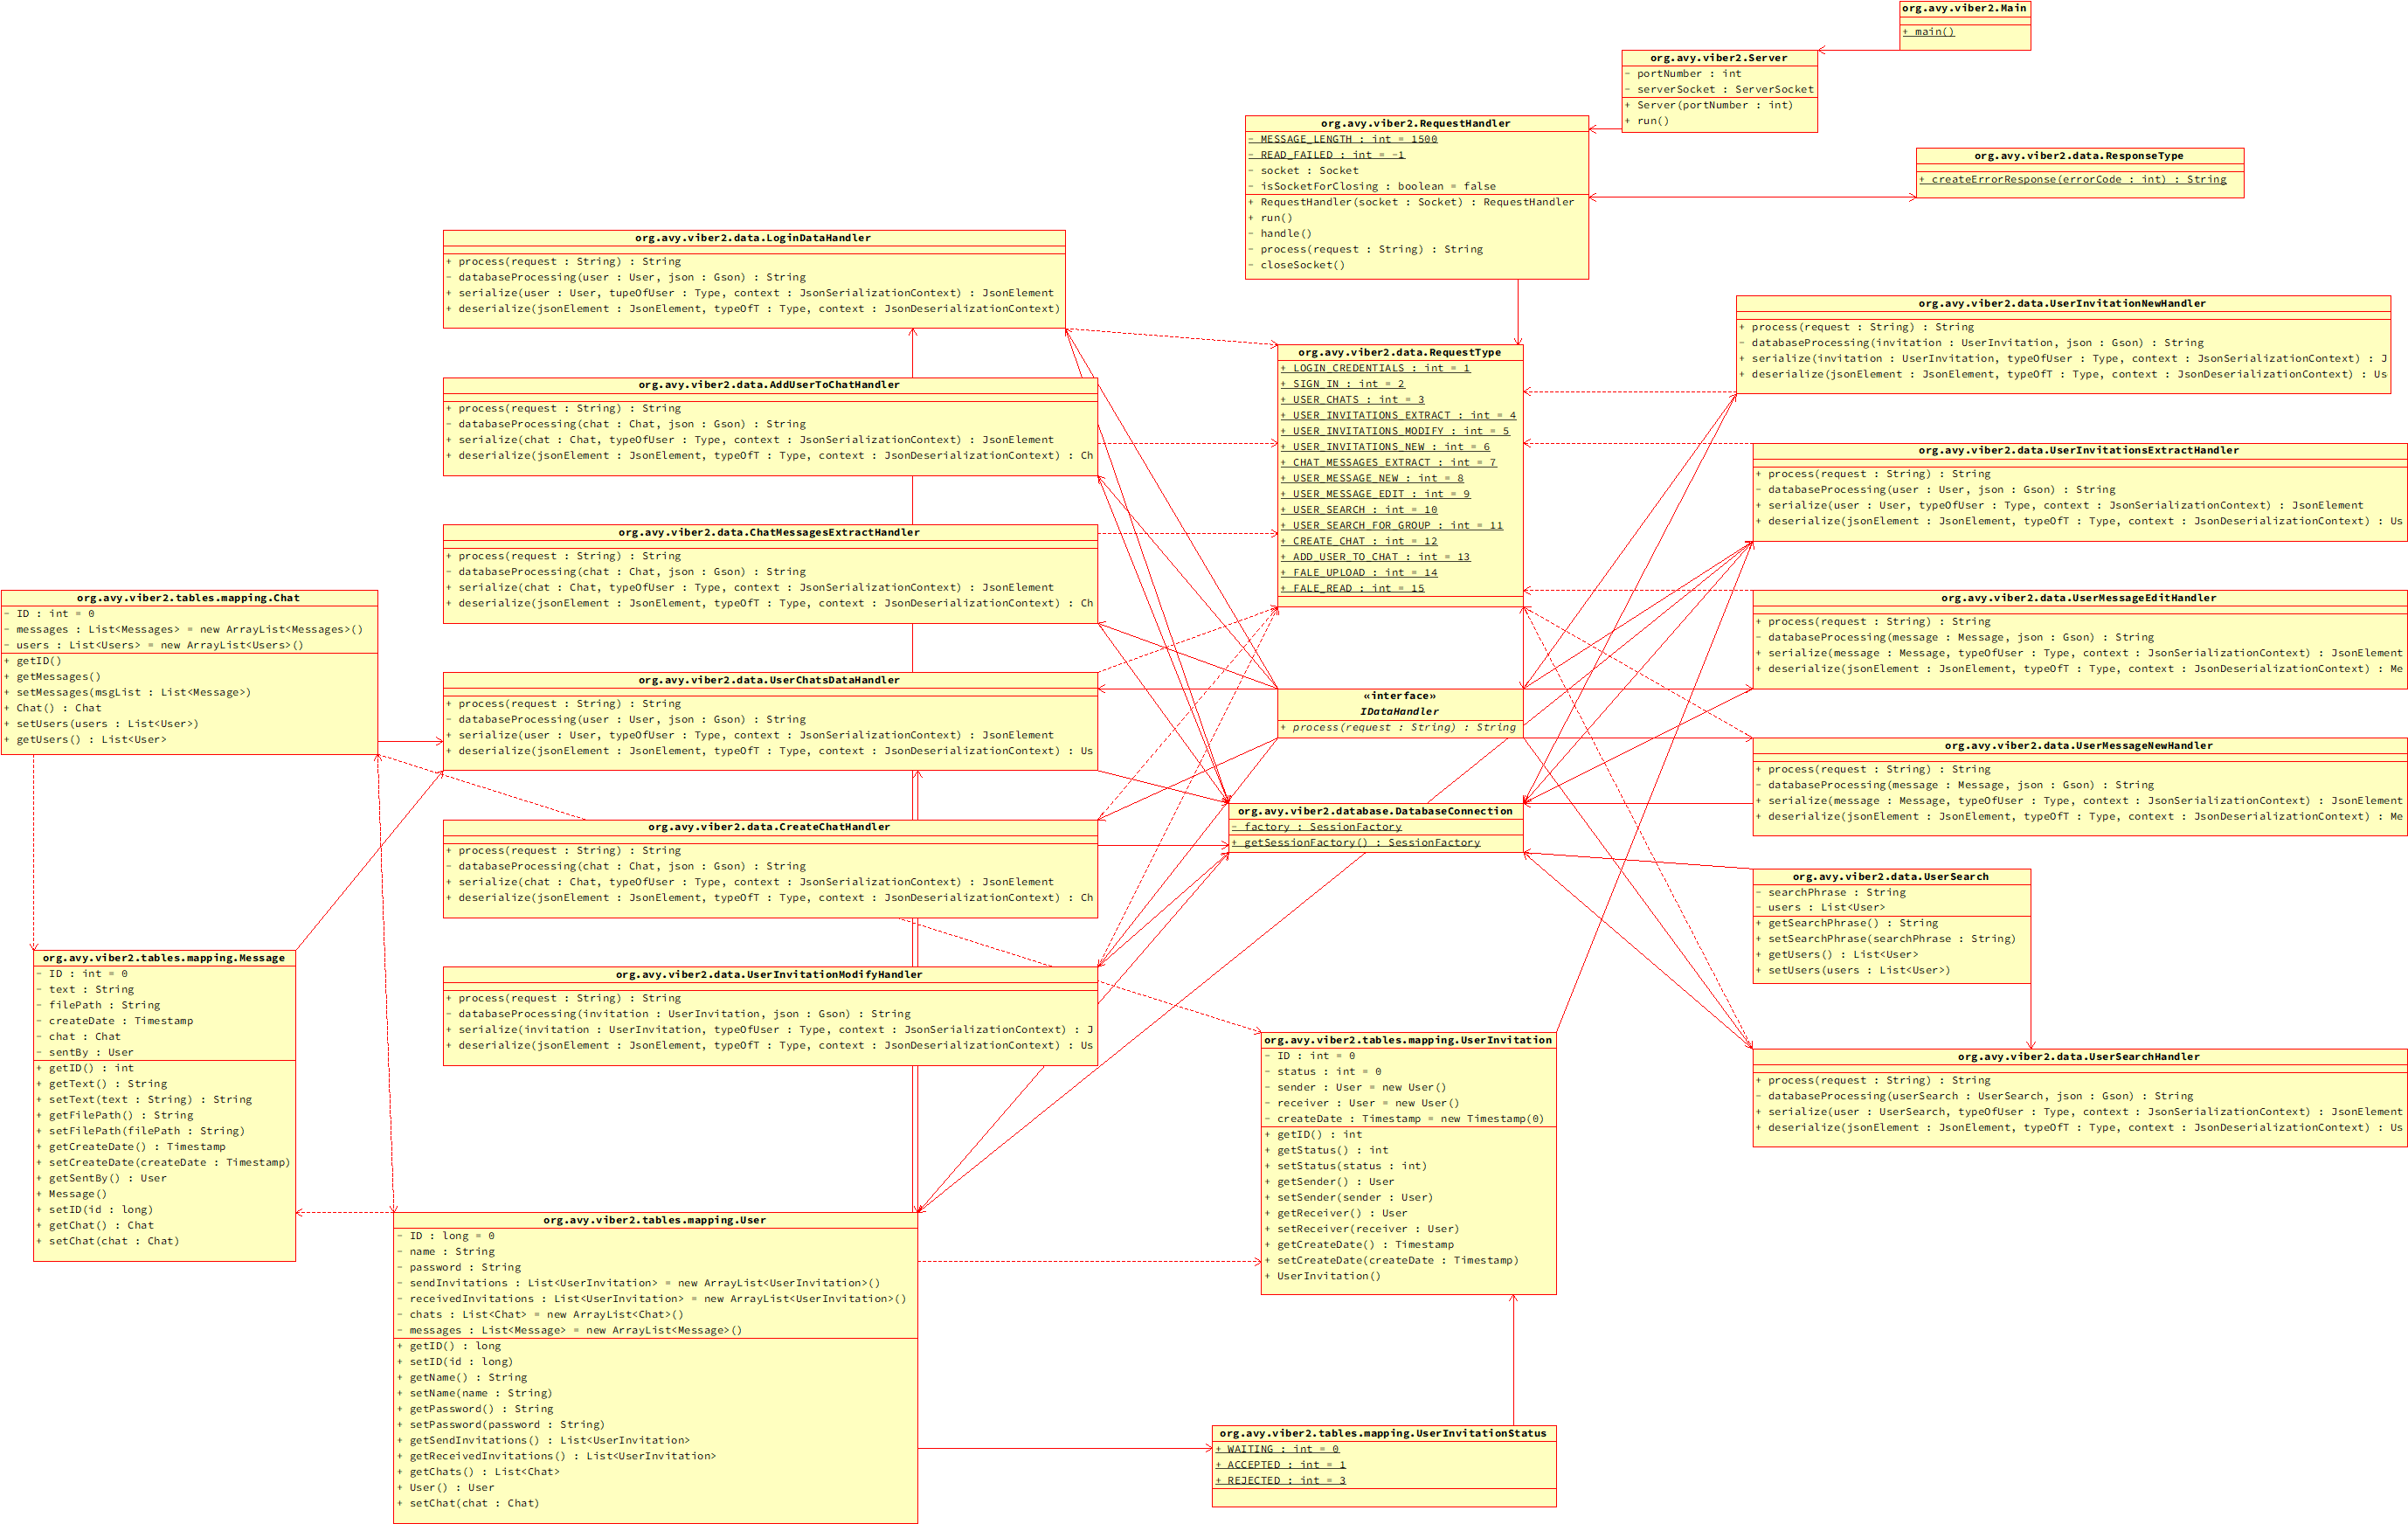 org.avy.viber2.Main
+ main()
org.avy.viber2.Server
- portNumber : int
- serverSocket : ServerSocket
+ Server(portNumber : int)
+ run()
org.avy.viber2.RequestHandler
- MESSAGE_LENGTH : int = 1500
- READ_FAILED : int = -1
- socket : Socket
- isSocketForClosing : boolean = false
+ RequestHandler(socket : Socket) : RequestHandler
+ run()
- handle()
- process(request : String) : String
- closeSocket()
org.avy.viber2.data.ResponseType
+ createErrorResponse(errorCode : int) : String
org.avy.viber2.data.LoginDataHandler
+ process(request : String) : String
- databaseProcessing(user : User, json : Gson) : String
+ serialize(user : User, tupeOfUser : Type, context : JsonSerializationContext) : JsonElement
+ deserialize(jsonElement : JsonElement, typeOfT : Type, context : JsonDeserializationContext)
org.avy.viber2.data.AddUserToChatHandler
+ process(request : String) : String
- databaseProcessing(chat : Chat, json : Gson) : String
+ serialize(chat : Chat, typeOfUser : Type, context : JsonSerializationContext) : JsonElement
+ deserialize(jsonElement : JsonElement, typeOfT : Type, context : JsonDeserializationContext) : Ch
org.avy.viber2.data.ChatMessagesExtractHandler
+ process(request : String) : String
- databaseProcessing(chat : Chat, json : Gson) : String
+ serialize(chat : Chat, typeOfUser : Type, context : JsonSerializationContext) : JsonElement
+ deserialize(jsonElement : JsonElement, typeOfT : Type, context : JsonDeserializationContext) : Ch
org.avy.viber2.data.UserChatsDataHandler
+ process(request : String) : String
- databaseProcessing(user : User, json : Gson) : String
+ serialize(user : User, typeOfUser : Type, context : JsonSerializationContext) : JsonElement
+ deserialize(jsonElement : JsonElement, typeOfT : Type, context : JsonDeserializationContext) : Us
org.avy.viber2.data.CreateChatHandler
+ process(request : String) : String
- databaseProcessing(chat : Chat, json : Gson) : String
+ serialize(chat : Chat, typeOfUser : Type, context : JsonSerializationContext) : JsonElement
+ deserialize(jsonElement : JsonElement, typeOfT : Type, context : JsonDeserializationContext) : Ch
org.avy.viber2.data.UserInvitationModifyHandler
+ process(request : String) : String
- databaseProcessing(invitation : UserInvitation, json : Gson) : String
+ serialize(invitation : UserInvitation, typeOfUser : Type, context : JsonSerializationContext) : J
+ deserialize(jsonElement : JsonElement, typeOfT : Type, context : JsonDeserializationContext) : Us
org.avy.viber2.data.RequestType
+ LOGIN_CREDENTIALS : int = 1
+ SIGN_IN : int = 2
+ USER_CHATS : int = 3
+ USER_INVITATIONS_EXTRACT : int = 4
+ USER_INVITATIONS_MODIFY : int = 5
+ USER_INVITATIONS_NEW : int = 6
+ CHAT_MESSAGES_EXTRACT : int = 7
+ USER_MESSAGE_NEW : int = 8
+ USER_MESSAGE_EDIT : int = 9
+ USER_SEARCH : int = 10
+ USER_SEARCH_FOR_GROUP : int = 11
+ CREATE_CHAT : int = 12
+ ADD_USER_TO_CHAT : int = 13
+ FALE_UPLOAD : int = 14
+ FALE_READ : int = 15
«interface»
IDataHandler
+ process(request : String) : String
org.avy.viber2.database.DatabaseConnection
- factory : SessionFactory
+ getSessionFactory() : SessionFactory
org.avy.viber2.data.UserInvitationNewHandler
+ process(request : String) : String
- databaseProcessing(invitation : UserInvitation, json : Gson) : String
+ serialize(invitation : UserInvitation, typeOfUser : Type, context : JsonSerializationContext) : J
+ deserialize(jsonElement : JsonElement, typeOfT : Type, context : JsonDeserializationContext) : Us
org.avy.viber2.data.UserInvitationsExtractHandler
+ process(request : String) : String
- databaseProcessing(user : User, json : Gson) : String
+ serialize(user : User, typeOfUser : Type, context : JsonSerializationContext) : JsonElement
+ deserialize(jsonElement : JsonElement, typeOfT : Type, context : JsonDeserializationContext) : Us
org.avy.viber2.data.UserMessageEditHandler
+ process(request : String) : String
- databaseProcessing(message : Message, json : Gson) : String
+ serialize(message : Message, typeOfUser : Type, context : JsonSerializationContext) : JsonElement
+ deserialize(jsonElement : JsonElement, typeOfT : Type, context : JsonDeserializationContext) : Me
org.avy.viber2.data.UserMessageNewHandler
+ process(request : String) : String
- databaseProcessing(message : Message, json : Gson) : String
+ serialize(message : Message, typeOfUser : Type, context : JsonSerializationContext) : JsonElement
+ deserialize(jsonElement : JsonElement, typeOfT : Type, context : JsonDeserializationContext) : Me
org.avy.viber2.data.UserSearch
- searchPhrase : String
- users : List<User>
+ getSearchPhrase() : String
+ setSearchPhrase(searchPhrase : String)
+ getUsers() : List<User>
+ setUsers(users : List<User>)
org.avy.viber2.data.UserSearchHandler
+ process(request : String) : String
- databaseProcessing(userSearch : UserSearch, json : Gson) : String
+ serialize(user : UserSearch, typeOfUser : Type, context : JsonSerializationContext) : JsonElement
+ deserialize(jsonElement : JsonElement, typeOfT : Type, context : JsonDeserializationContext) : Us
org.avy.viber2.tables.mapping.Chat
- ID : int = 0
- messages : List<Messages> = new ArrayList<Messages>()
- users : List<Users> = new ArrayList<Users>()
+ getID()
+ getMessages()
+ setMessages(msgList : List<Message>)
+ Chat() : Chat
+ setUsers(users : List<User>)
+ getUsers() : List<User>
org.avy.viber2.tables.mapping.Message
- ID : int = 0
- text : String
- filePath : String
- createDate : Timestamp
- chat : Chat
- sentBy : User
+ getID() : int
+ getText() : String
+ setText(text : String) : String
+ getFilePath() : String
+ setFilePath(filePath : String)
+ getCreateDate() : Timestamp
+ setCreateDate(createDate : Timestamp)
+ getSentBy() : User
+ Message()
+ setID(id : long)
+ getChat() : Chat
+ setChat(chat : Chat)
org.avy.viber2.tables.mapping.User
- ID : long = 0
- name : String
- password : String
- sendInvitations : List<UserInvitation> = new ArrayList<UserInvitation>()
- receivedInvitations : List<UserInvitation> = new ArrayList<UserInvitation>()
- chats : List<Chat> = new ArrayList<Chat>()
- messages : List<Message> = new ArrayList<Message>()
+ getID() : long
+ setID(id : long)
+ getName() : String
+ setName(name : String)
+ getPassword() : String
+ setPassword(password : String)
+ getSendInvitations() : List<UserInvitation>
+ getReceivedInvitations() : List<UserInvitation>
+ getChats() : List<Chat>
+ User() : User
+ setChat(chat : Chat)
org.avy.viber2.tables.mapping.UserInvitation
- ID : int = 0
- status : int = 0
- sender : User = new User()
- receiver : User = new User()
- createDate : Timestamp = new Timestamp(0)
+ getID() : int
+ getStatus() : int
+ setStatus(status : int)
+ getSender() : User
+ setSender(sender : User)
+ getReceiver() : User
+ setReceiver(receiver : User)
+ getCreateDate() : Timestamp
+ setCreateDate(createDate : Timestamp)
+ UserInvitation()
org.avy.viber2.tables.mapping.UserInvitationStatus
+ WAITING : int = 0
+ ACCEPTED : int = 1
+ REJECTED : int = 3